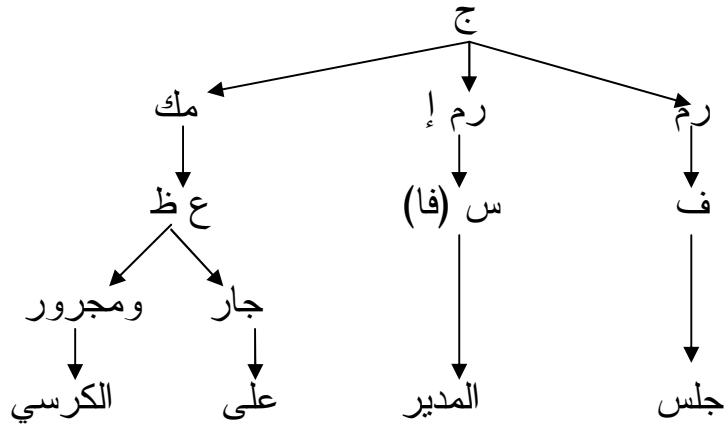 ج
رم رم إ مك
ف س (فا) ع ظ
جار ومجرور
جلس المدير على الكرسي